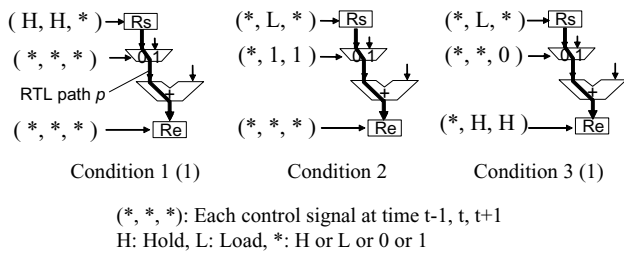 ( H, H, * ) Rs (*, L, *) Rs (*, L, *) Rs
( *, *, * ) 0 1 (*, 1, 1 ) 0 1 (*, *, 0 ) 0 1
RTL path p + + +
( *, *, * ) Re (*, *, * ) Re (*, H, H ) Re
Condition 1 (1) Condition 2 Condition 3 (1)
(*, *, *): Each control signal at time t-1, t, t+1
H: Hold, L: Load, *: H or L or 0 or 1